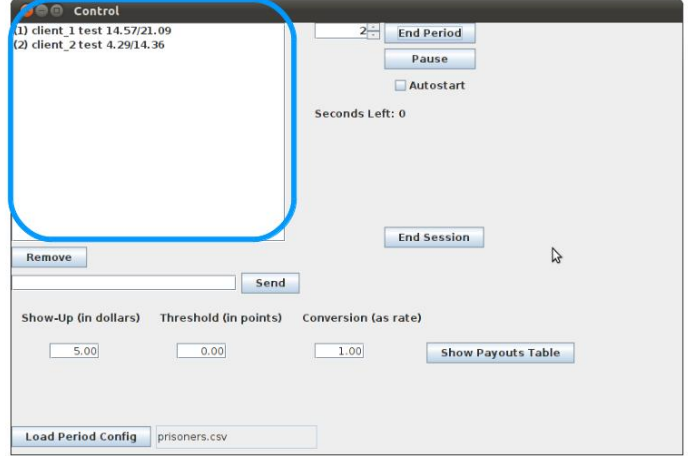 Control
(1) client_1 test 14.57/21.09
(2) client_2 test 4.29/14.36
2
End Period
Pause
Autostart
Seconds Left: 0
End Session
Remove
Send
Show-Up (in dollars) Threshold (in points) Conversion (as rate)
5.00 0.00 1.00 Show Payouts Table
Load Period Config prisoners.csv